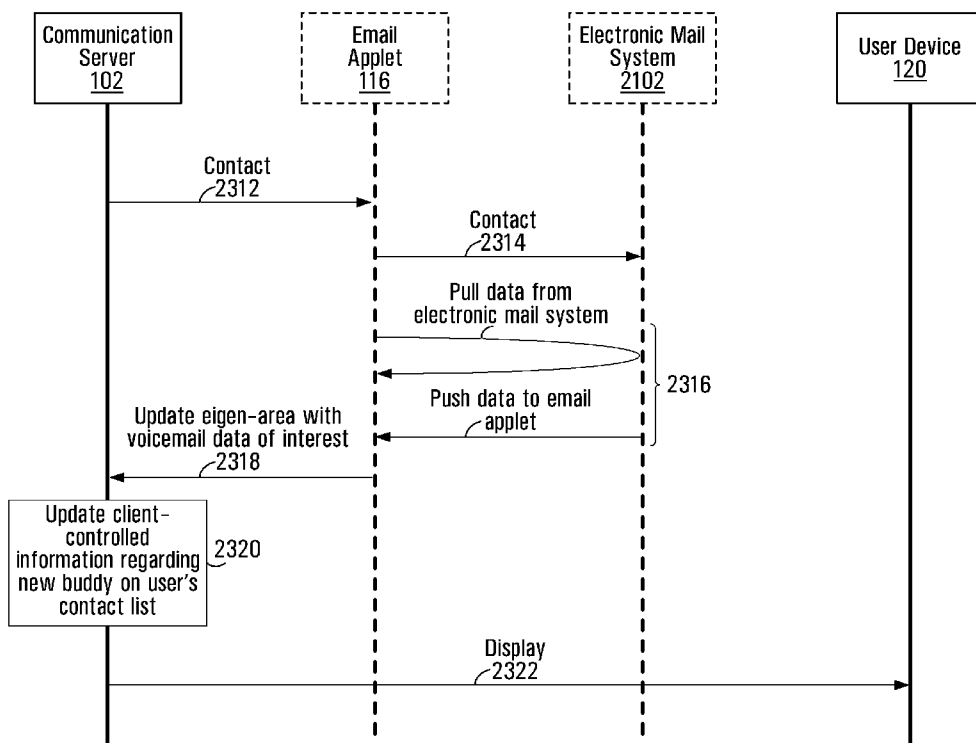 Communication
Server
102
Email
Applet
116
Electronic Mail
System
2102
User Device
120
Contact
2312
Contact
2314
Pull data from
electronic mail system
2316
Push data to email
applet
Update eigen-area with
voicemail data of interest
2318
Update client-
controlled
information regarding
new buddy on user's
contact list
2320
Display
2322